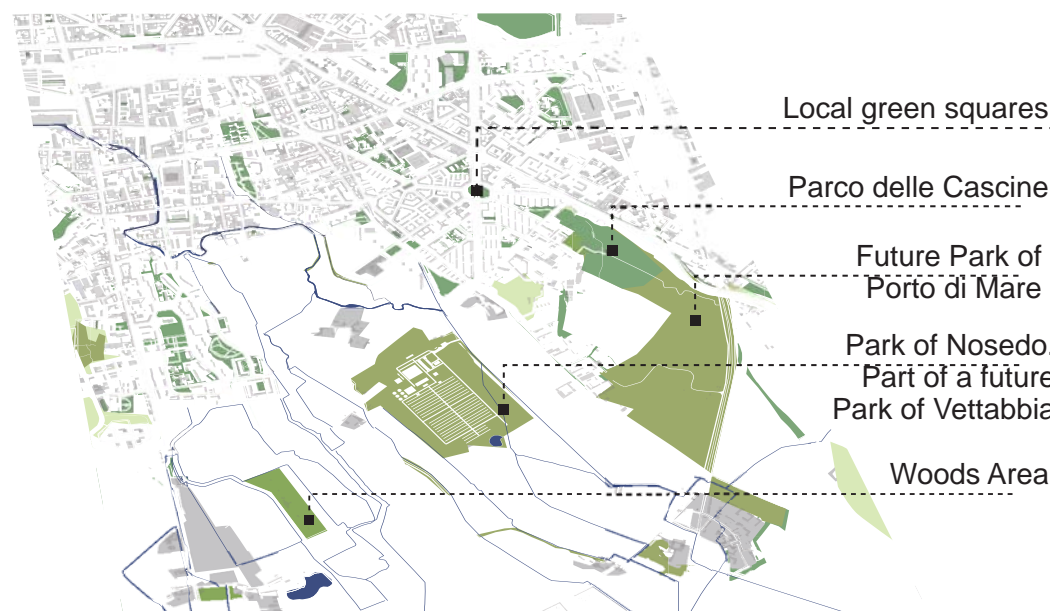 Local green squares
Parco delle Cascine
Future Park of
Porto di Mare
Park of Nosedo.
Part of a future
Park of Vettabbia
Woods Area